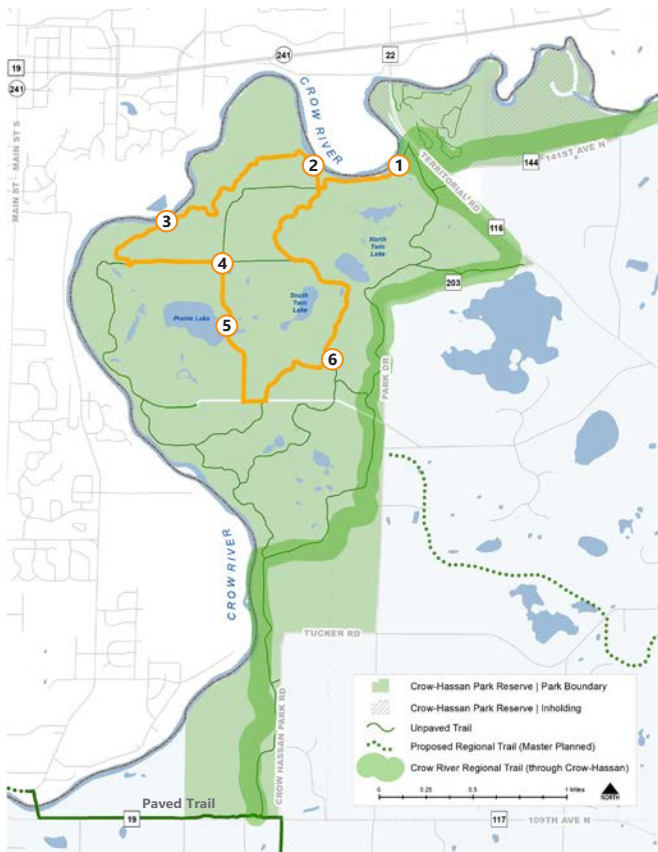 241
22
19
241
MAIN ST S
MAIN ST
CROW RIVER
2
1
TERRITORIAL RD
144
141ST AVE N
3
116
North
Twin
Lake
4
203
South
Twin
Lake
Prairie Lake
5
6
PARK DR
CROW RIVER
TUCKER RD
Crow-Hassan Park Reserve | Park Boundary
Crow-Hassan Park Reserve | Inholding
Unpaved Trail
Proposed Regional Trail (Master Planned)
Crow River Regional Trail (through Crow-Hassan)
0 0.25 0.5 1 Miles
NORTH
CROW HASSAN PARK RD
Paved Trail
19
117
109TH AVE N